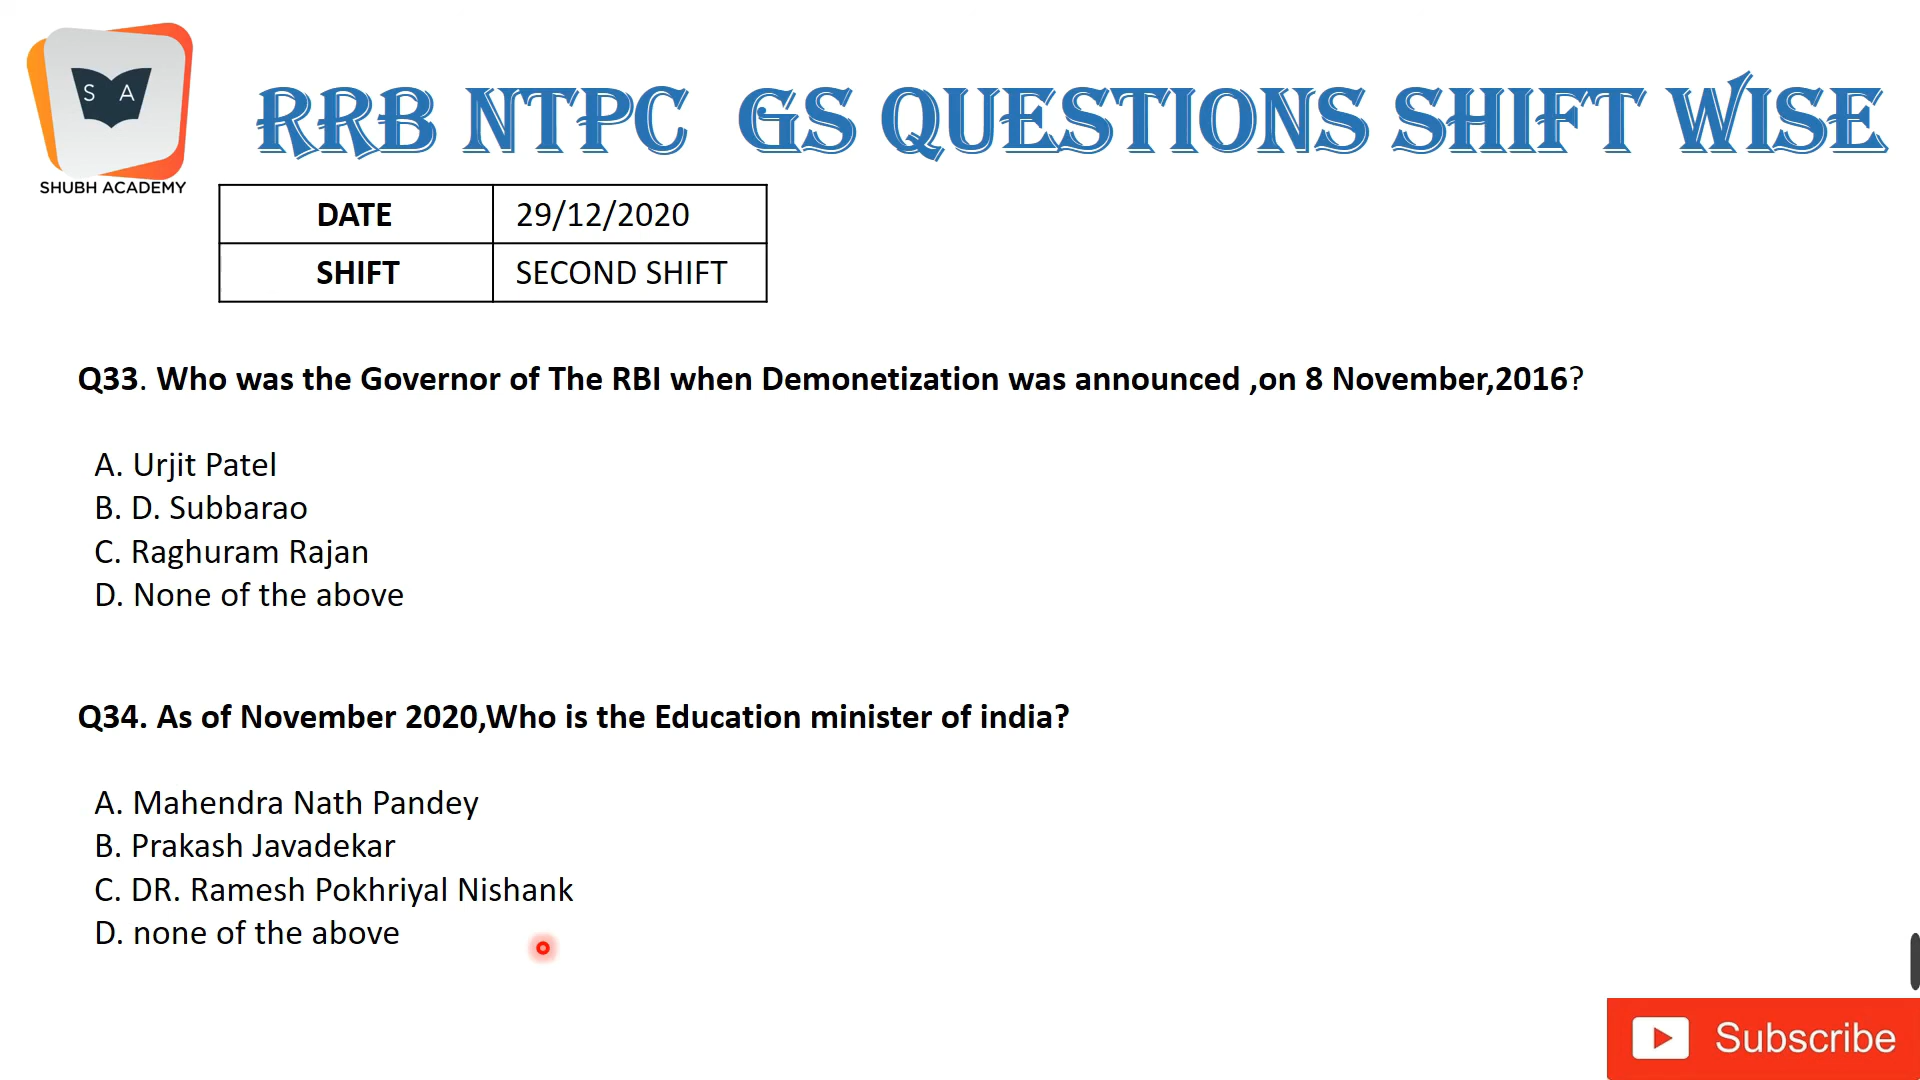 S A
SHUBH ACADEMY
RRB NTPC GS QUESTIONS SHIFT WISE
DATE 29/12/2020
SHIFT SECOND SHIFT
Q33. Who was the Governor of The RBI when Demonetization was announced ,on 8 November,2016?
A. Urjit Patel
B. D. Subbarao
C. Raghuram Rajan
D. None of the above
Q34. As of November 2020,Who is the Education minister of india?
A. Mahendra Nath Pandey
B. Prakash Javadekar
C. DR. Ramesh Pokhriyal Nishank
D. none of the above
Subscribe